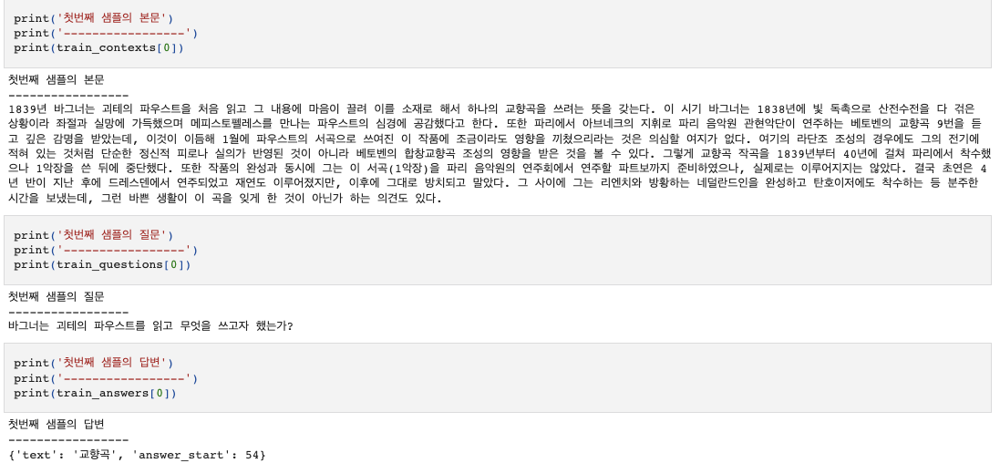 print('첫번째 샘플의 본문')
print('-----------------')
print(train_contexts[0])
첫번째 샘플의 본문
-----------------
1839년 바그너는 괴테의 파우스트을 처음 읽고 그 내용에 마음이 끌려 이를 소재로 해서 하나의 교향곡을 쓰려는 뜻을 갖는다. 이 시기 바그너는 1838년에 빛 독촉으로 산전수전을 다 걲은
상황이라 좌절과 실망에 가득했으며 메피스토펠레스를 만나는 파우스트의 심경에 공감했다고 한다. 또한 파리에서 아브네크의 지휘로 파리 음악원 관현악단이 연주하는 베토벤의 교향곡 9번을 듣
고 깊은 감명을 받았는데, 이것이 이듬해 1월에 파우스트의 서곡으로 쓰여진 이 작품에 조금이라도 영향을 끼쳤으리라는 것은 의심할 여지가 없다. 여기의 라단조 조성의 경우에도 그의 전기에
적혀 있는 것처럼 단순한 정신적 피로나 실의가 반영된 것이 아니라 베토벤의 합창교향곡 조성의 영향을 받은 것을 볼 수 있다. 그렇게 교향곡 작곡을 1839년부터 40년에 걸쳐 파리에서 착수했
으나 1악장을 쓴 뒤에 중단했다. 또한 작품의 완성과 동시에 그는 이 서곡(1악장)을 파리 음악원의 연주회에서 연주할 파트보까지 준비하였으나, 실제로는 이루어지지는 않았다. 결국 초연은 4
년 반이 지난 후에 드레스덴에서 연주되었고 재연도 이루어졌지만, 이후에 그대로 방치되고 말았다. 그 사이에 그는 리엔치와 방황하는 네덜란드인을 완성하고 탄호이저에도 착수하는 등 분주한
시간을 보냈는데, 그런 바쁜 생활이 이 곡을 잊게 한 것이 아닌가 하는 의견도 있다.
print('첫번째 샘플의 질문')
print('-----------------')
print(train_questions[0])
첫번째 샘플의 질문
-----------------
바그너는 괴테의 파우스트를 읽고 무엇을 쓰고자 했는가?
print('첫번째 샘플의 답변')
print('-----------------')
print(train_answers[0])
첫번째 샘플의 답변
-----------------
{'text': '교향곡', 'answer_start': 54}